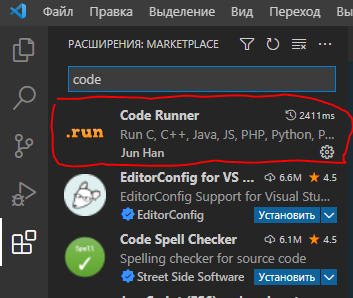 Файл Правка Выделение Вид Переход В
РАСШИРЕНИЯ: MARKETPLACE
code
.run
Code Runner 2411ms
Run C, C++, Java, JS, PHP, Python, P...
Jun Han
EditorConfig for VS ... 6.6M 4.5
EditorConfig Support for Visual Stu...
EditorConfig Установить
Spell
Code Spell Checker 6.1M 4.5
Spelling checker for source code
Street Side Software Установить